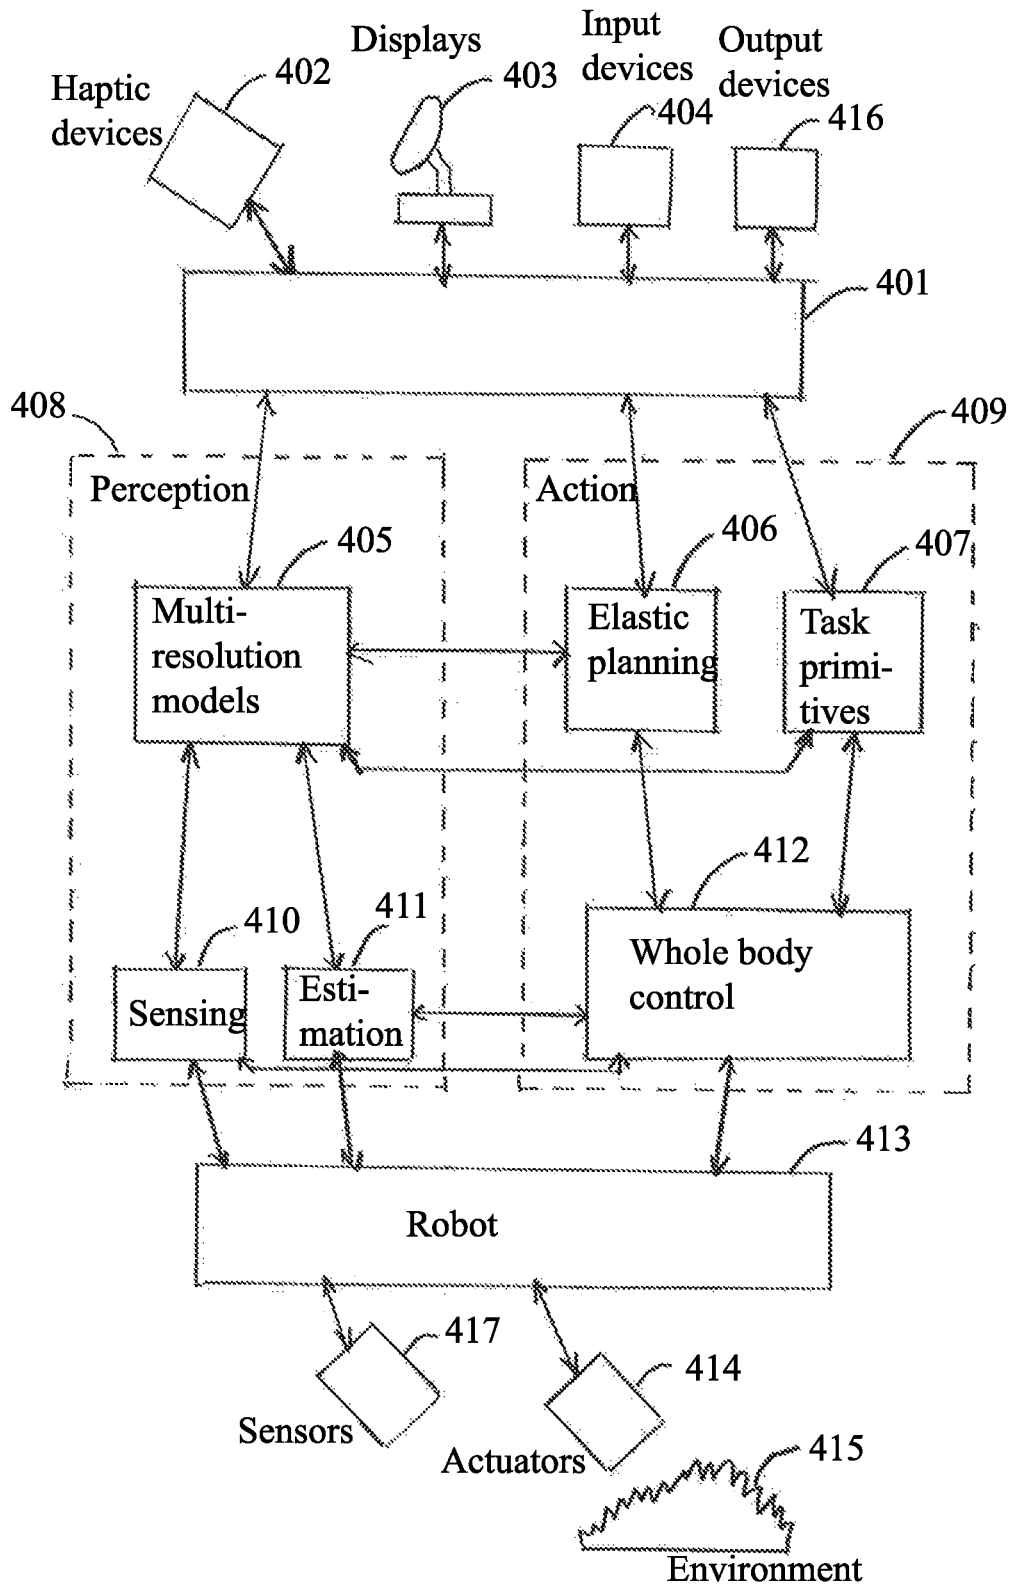 Displays
Input
devices
Output
devices
Haptic
devices
402
403
404
416
401
408
409
Perception
Action
405
406
407
Multi-
resolution
models
Elastic
planning
Task
primi-
tives
412
410
411
Whole body
control
Sensing
Esti-
mation
413
Robot
417
414
Sensors
Actuators
415
Environment